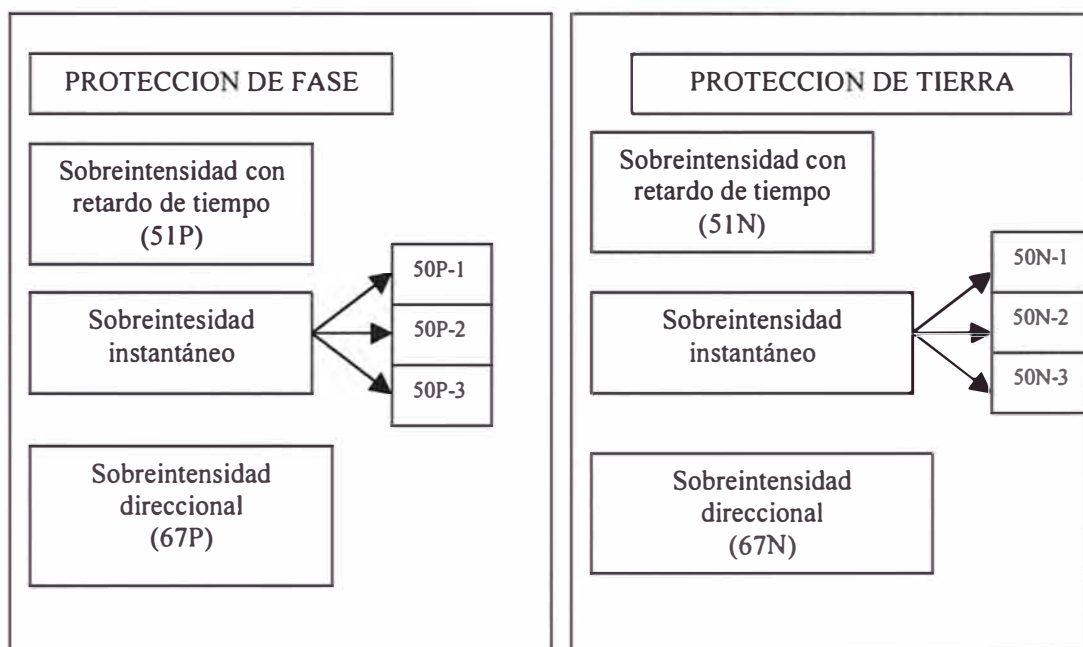 PROTECCION DE FASE
Sobreintensidad con
retardo de tiempo
(51P)
Sobreintesidad
instantáneo
50P-1
50P-2
50P-3
Sobreintensidad
direccional
(67P)
PROTECCION DE TIERRA
Sobreintensidad con
retardo de tiempo
(51N)
Sobreintensidad
instantáneo
50N-1
50N-2
50N-3
Sobreintensidad
direccional
(67N)